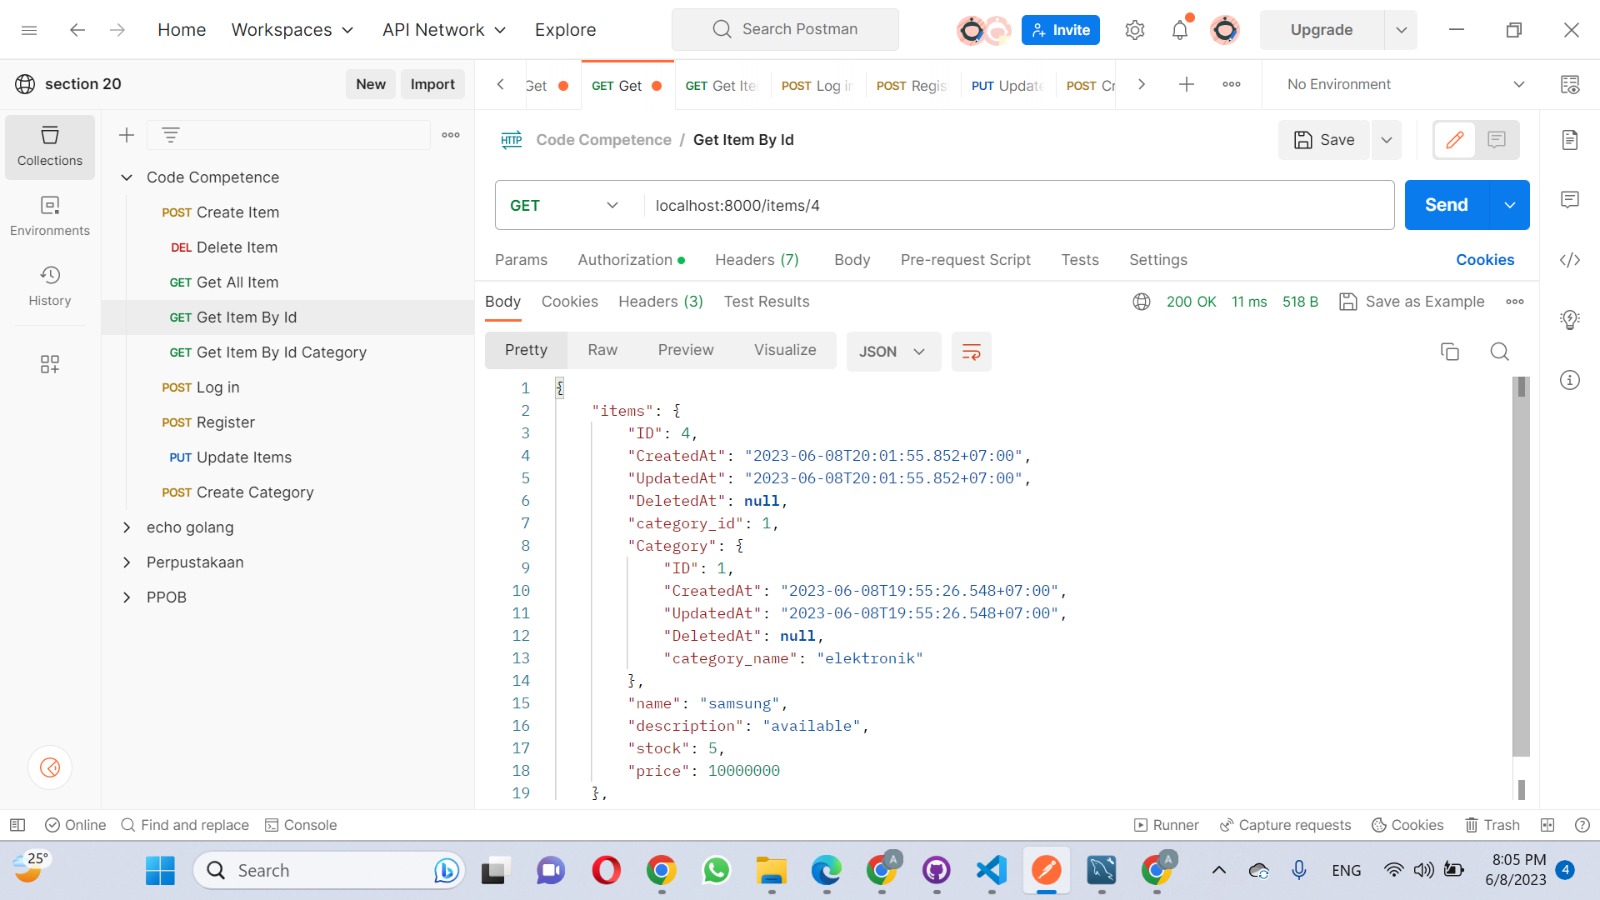 Home
Workspaces
API Network
Explore
Search Postman
Invite
Upgrade
section 20
New
Import
Get
GET Get
GET Get Ite
POST Log i
POST Regis
PUT Update
POST Cr
No Environment
Collections
Environments
History
Code Competence
POST Create Item
DEL Delete Item
GET Get All Item
GET Get Item By Id
GET Get Item By Id Category
POST Log in
POST Register
PUT Update Items
POST Create Category
echo golang
Perpustakaan
PPOB
HTTP Code Competence / Get Item By Id
Save
GET localhost:8000/items/4
Send
Params Authorization Headers (7) Body Pre-request Script Tests Settings Cookies
Body Cookies Headers (3) Test Results 200 OK 11 ms 518 B Save as Example
Pretty Raw Preview Visualize JSON
1 {
2 "items": {
3 "ID": 4,
4 "CreatedAt": "2023-06-08T20:01:55.852+07:00",
5 "UpdatedAt": "2023-06-08T20:01:55.852+07:00",
6 "DeletedAt": null,
7 "category_id": 1,
8 "Category": {
9 "ID": 1,
10 "CreatedAt": "2023-06-08T19:55:26.548+07:00",
11 "UpdatedAt": "2023-06-08T19:55:26.548+07:00",
12 "DeletedAt": null,
13 "category_name": "elektronik"
14 },
15 "name": "samsung",
16 "description": "available",
17 "stock": 5,
18 "price": 10000000
19 },
Online Find and replace Console Runner Capture requests Cookies Trash
25°
Search
A
A
ENG
8:05 PM
6/8/2023
4